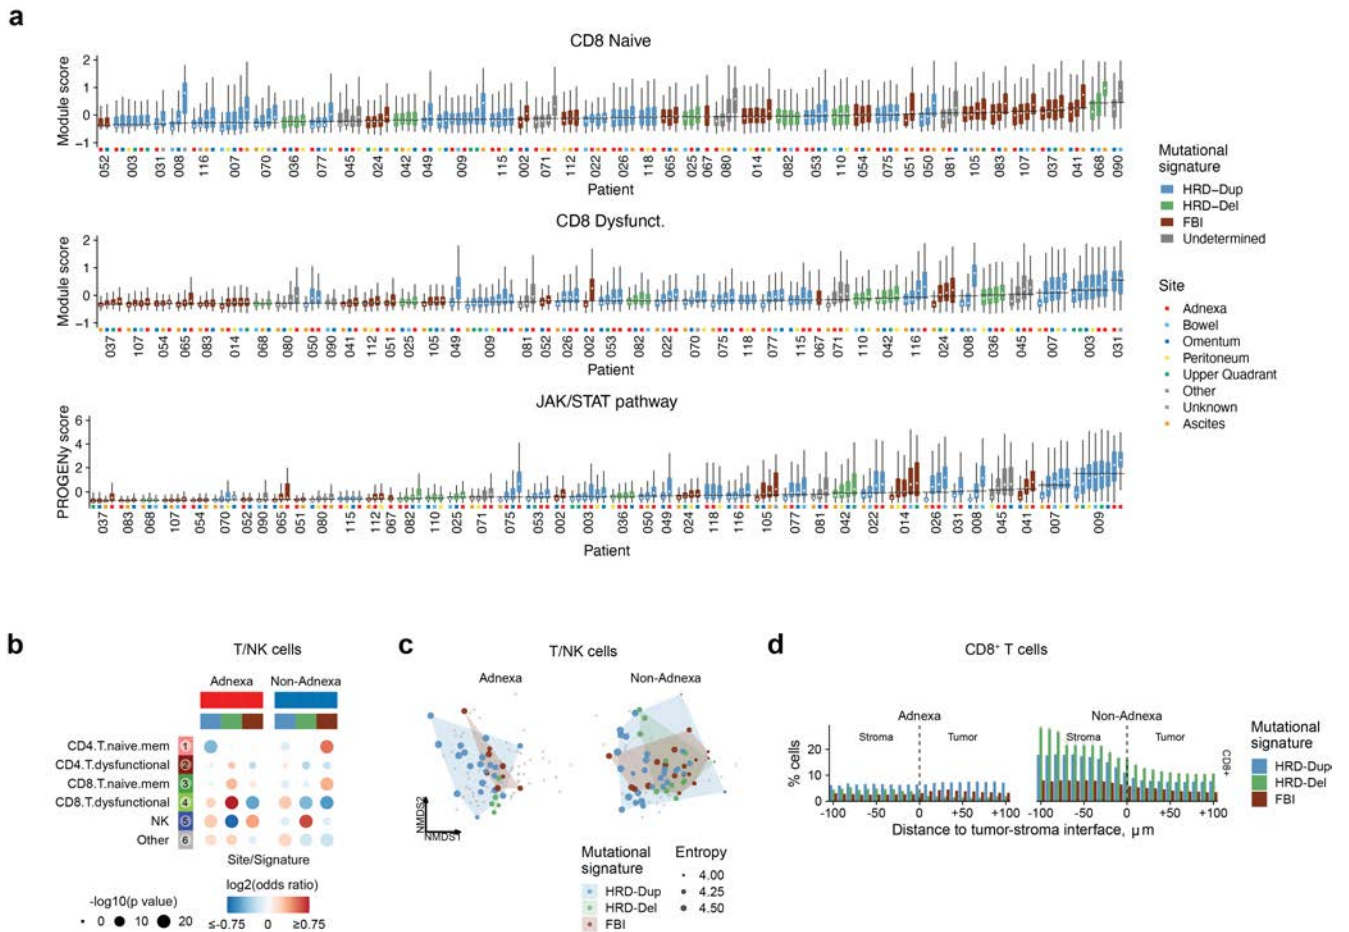 a
CD8 Naive
Module score
2
1
0
−1
052 003 031 008 116 007 070 036 077 045 024 042 049 009 115 002 071 112 022 026 118 065 025 067 080 014 082 053 110 054 075 051 050 081 105 083 107 037 041 068 090
Patient
CD8 Dysfunct.
Module score
2
1
0
−1
037 107 054 065 083 014 068 080 050 090 041 112 051 025 105 049 009 081 052 026 002 053 082 022 070 075 118 077 115 067 071 110 042 116 024 008 036 045 007 003 031
Patient
JAK/STAT pathway
PROGENy score
6
4
2
0
037 083 068 107 054 070 052 090 065 051 080 115 112 067 082 110 025 071 075 053 002 003 036 050 049 024 118 116 105 077 081 042 022 014 026 031 008 045 041 007 009
Patient
Mutational
signature
HRD−Dup
HRD−Del
FBI
Undetermined
Site
Adnexa
Bowel
Omentum
Peritoneum
Upper Quadrant
Other
Unknown
Ascites
b
T/NK cells
Adnexa Non-Adnexa
CD4.T.naive.mem 1
CD4.T.dysfunctional 2
CD8.T.naive.mem 3
CD8.T.dysfunctional 4
NK 5
Other 6
Site/Signature
-log10(p value)
0 10 20
log2(odds ratio)
≤-0.75 0 ≥0.75
c
T/NK cells
Adnexa Non-Adnexa
NMDS2
NMDS1
Mutational
signature
HRD-Dup
HRD-Del
FBI
Entropy
4.00
4.25
4.50
d
CD8⁺ T cells
Adnexa Non-Adnexa
Stroma Tumor Stroma Tumor
% cells
20
10
0
CD8+
-100 -50 0 +50 +100 -100 -50 0 +50 +100
Distance to tumor-stroma interface, μm
Mutational
signature
HRD-Dup
HRD-Del
FBI